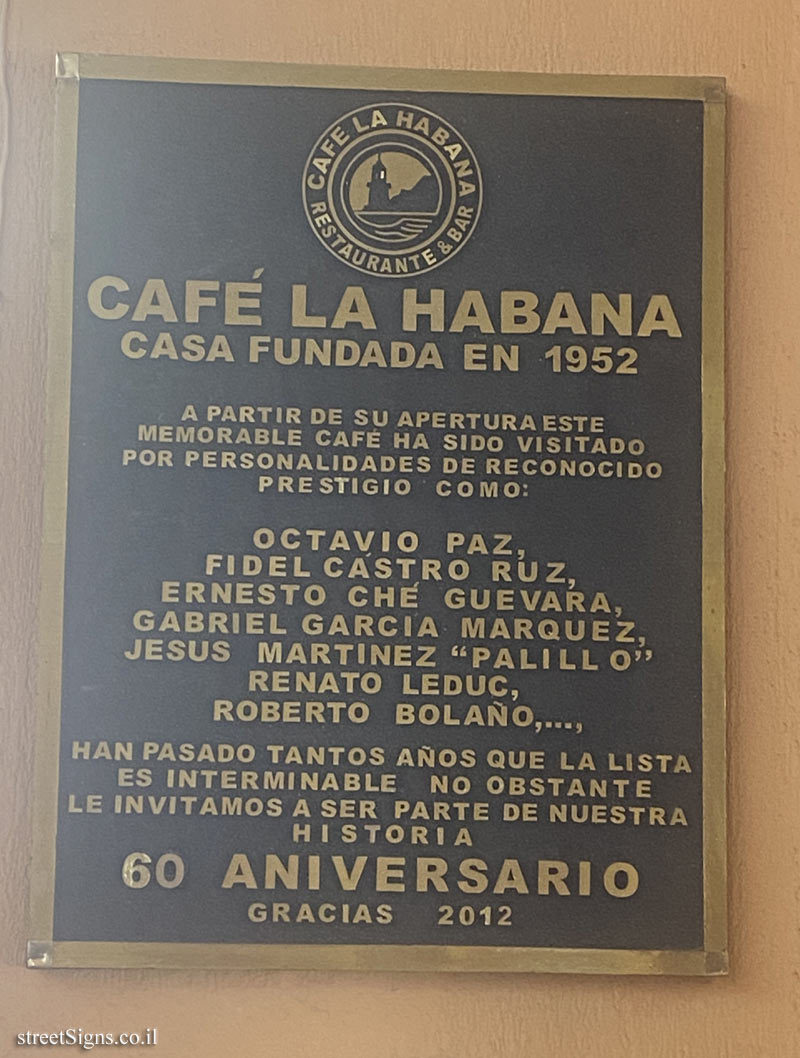 CAFE LA HABANA
RESTAURANTE & BAR
CAFÉ LA HABANA
CASA FUNDADA EN 1952
A PARTIR DE SU APERTURA ESTE
MEMORABLE CAFÉ HA SIDO VISITADO
POR PERSONALIDADES DE RECONOCIDO
PRESTIGIO COMO:
OCTAVIO PAZ,
FIDEL CÁSTRO RUZ,
ERNESTO CHÉ GUEVARA,
GABRIEL GARCIA MARQUEZ,
JESUS MARTINEZ “PALILLO”
RENATO LEDUC,
ROBERTO BOLAÑO,...,
HAN PASADO TANTOS AÑOS QUE LA LISTA
ES INTERMINABLE NO OBSTANTE
LE INVITAMOS A SER PARTE DE NUESTRA
HISTORIA
60 ANIVERSARIO
GRACIAS 2012
streetSigns.co.il